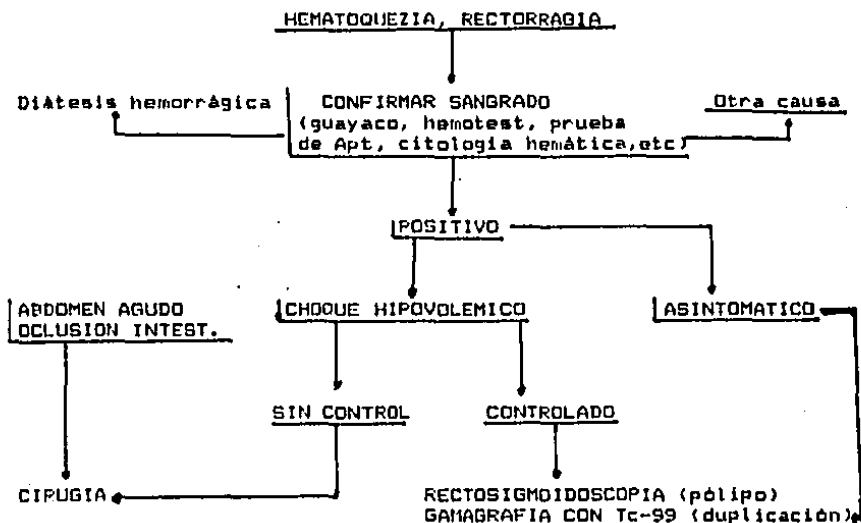 HEMATOQUEZIA, RECTORRAGIA
Diátesis hemorrágica
CONFIRMAR SANGRADO
(guayaco, hemotest, prueba
de Apt, citología hemática,etc)
Otra causa
POSITIVO
ABDOMEN AGUDO
OCLUSION INTEST.
CHOQUE HIPOVOLEMICO
ASINTOMATICO
SIN CONTROL
CONTROLADO
CIRUGIA
RECTOSIGMOIDOSCOPIA (pólipo)
GAMAGRAFIA CON Tc-99 (duplicación)